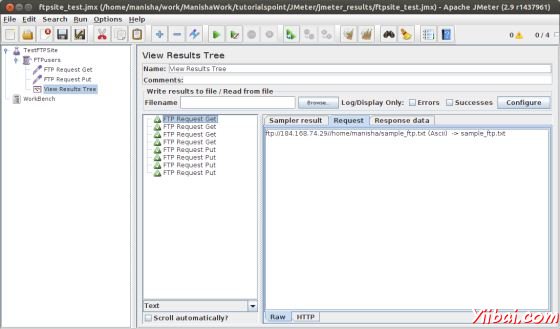 ftpsite_test.jmx (/home/manisha/work/ManishaWork/tutorialspoint/JMeter/jmeter_results/ftpsite_test.jmx) - Apache JMeter (2.9 r1437961)
File Edit Search Run Options Help
0 0 / 4
TestFTPSite
FTPusers
FTP Request Get
FTP Request Put
View Results Tree
WorkBench
View Results Tree
Name: View Results Tree
Comments:
Write results to file / Read from file
Filename Browse... Log/Display Only: Errors Successes Configure
FTP Request Get
FTP Request Get
FTP Request Get
FTP Request Get
FTP Request Put
FTP Request Put
FTP Request Put
FTP Request Put
Text
Scroll automatically?
Sampler result Request Response data
ftp://184.168.74.29//home/manisha/sample_ftp.txt (Ascii) -> sample_ftp.txt
Raw HTTP
Yiibai.com